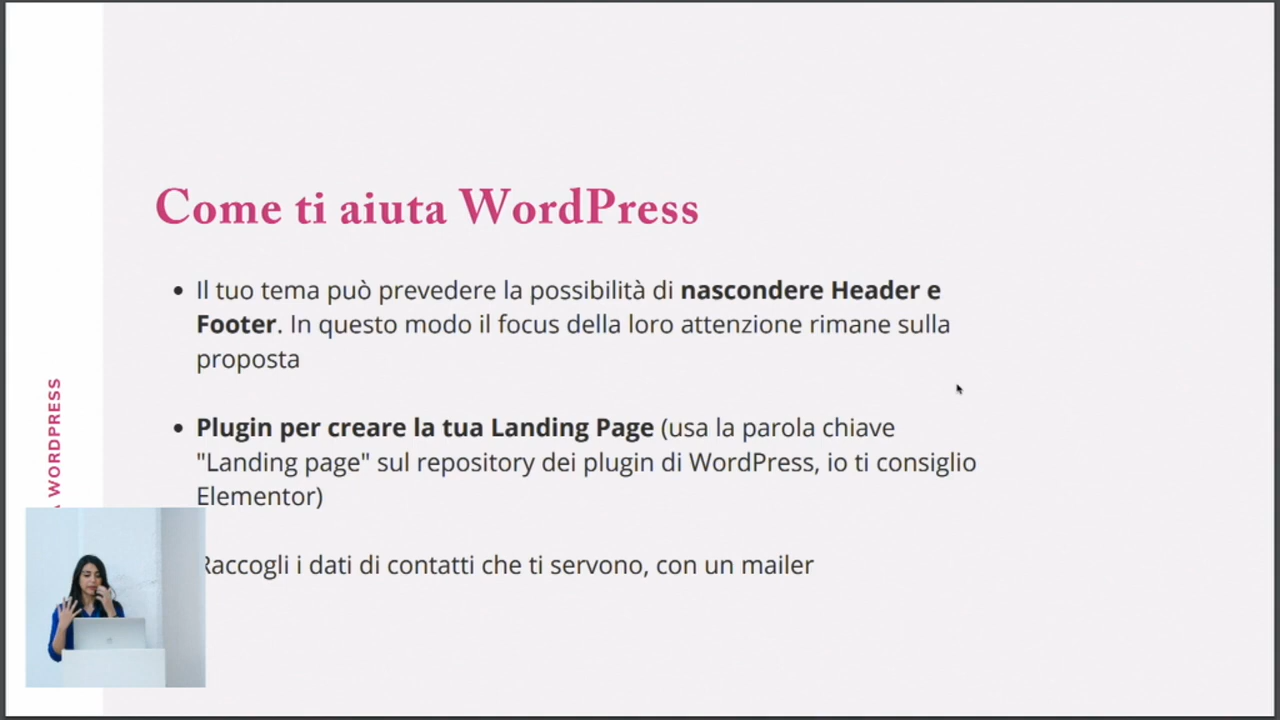 Come ti aiuta WordPress
Il tuo tema può prevedere la possibilità di nascondere Header e
Footer. In questo modo il focus della loro attenzione rimane sulla
proposta
Plugin per creare la tua Landing Page (usa la parola chiave
"Landing page" sul repository dei plugin di WordPress, io ti consiglio
Elementor)
Raccogli i dati di contatti che ti servono, con un mailer
WORDPRESS